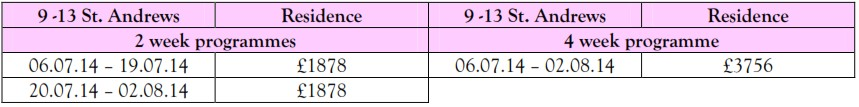 9 -13 St. Andrews Residence 9 -13 St. Andrews Residence
2 week programmes 4 week programme
06.07.14 – 19.07.14 £1878 06.07.14 – 02.08.14 £3756
20.07.14 – 02.08.14 £1878